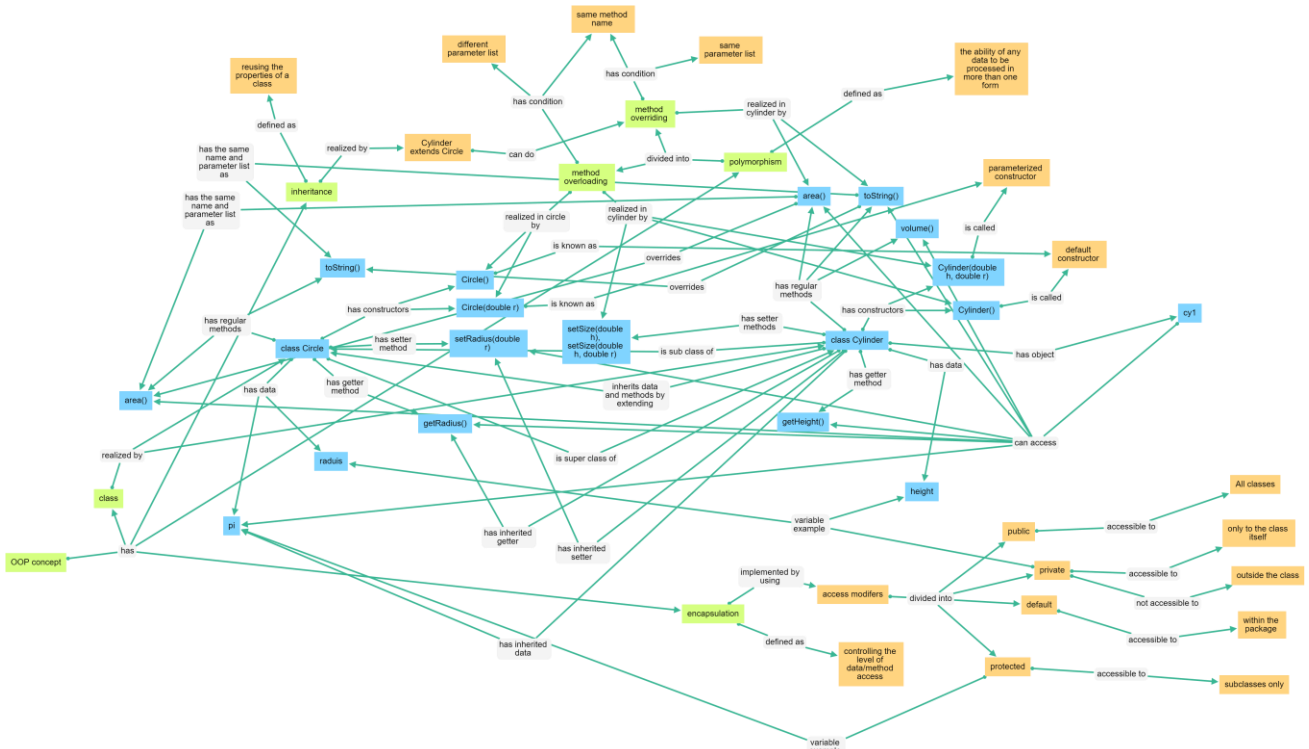 same method
name
different
parameter list
same
parameter list
the ability of any
data to be
processed in
more than one
form
reusing the
properties of a
class
has condition
has condition
defined as
method
overriding
realized in
cylinder by
defined as
has the same
name and
parameter list
as
realized by
Cylinder
extends Circle
can do
divided into
polymorphism
parameterized
constructor
method
overloading
inheritance
has the same
name and
parameter list
as
area()
toString()
realized in circle
by
realized in
cylinder by
volume()
is called
is known as
default
constructor
toString()
Circle()
overrides
Cylinder(double
h, double r)
is called
overrides
has regular
methods
has constructors
Circle(double r)
is known as
has constructors
Cylinder()
cy1
has regular
methods
has setter
method
setRadius(double
r)
setSize(double
h),
setSize(double
h, double r)
has setter
methods
class Cylinder
class Circle
is sub class of
has object
has getter
method
has data
has getter
method
has data
inherits data
and methods by
extending
area()
getRadius()
getHeight()
can access
realized by
is super class of
raduis
height
All classes
class
pi
variable
example
public
accessible to
only to the class
itself
has inherited
getter
has inherited
setter
has
OOP concept
private
accessible to
outside the class
implemented by
using
access modifers
divided into
default
not accessible to
encapsulation
within the
package
accessible to
has inherited
data
defined as
controlling the
level of
data/method
access
protected
accessible to
subclasses only
variable